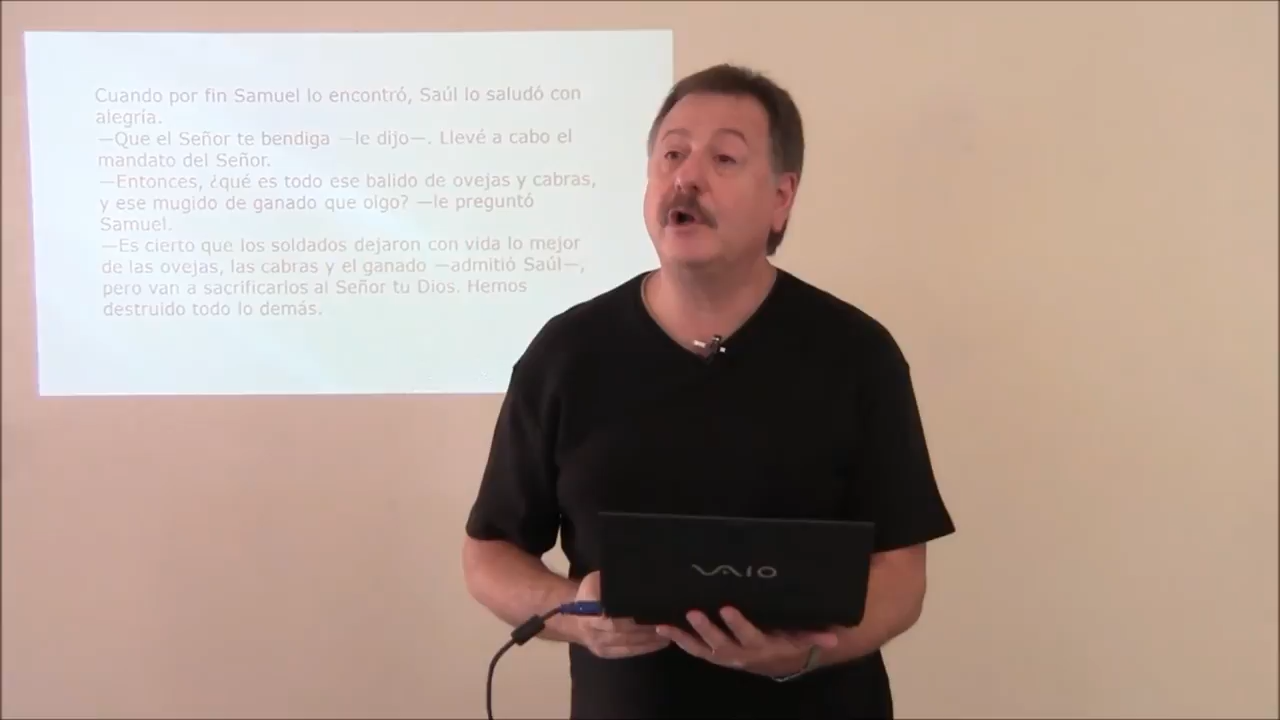 Cuando por fin Samuel lo encontró, Saúl lo saludó con
alegría.
—Que el Señor te bendiga —le dijo—. Llevé a cabo el
mandato del Señor.
—Entonces, ¿qué es todo ese balido de ovejas y cabras,
y ese mugido de ganado que oigo? —le preguntó
Samuel.
—Es cierto que los soldados dejaron con vida lo mejor
de las ovejas, las cabras y el ganado —admitió Saúl—,
pero van a sacrificarlos al Señor tu Dios. Hemos
destruido todo lo demás.
VAIO